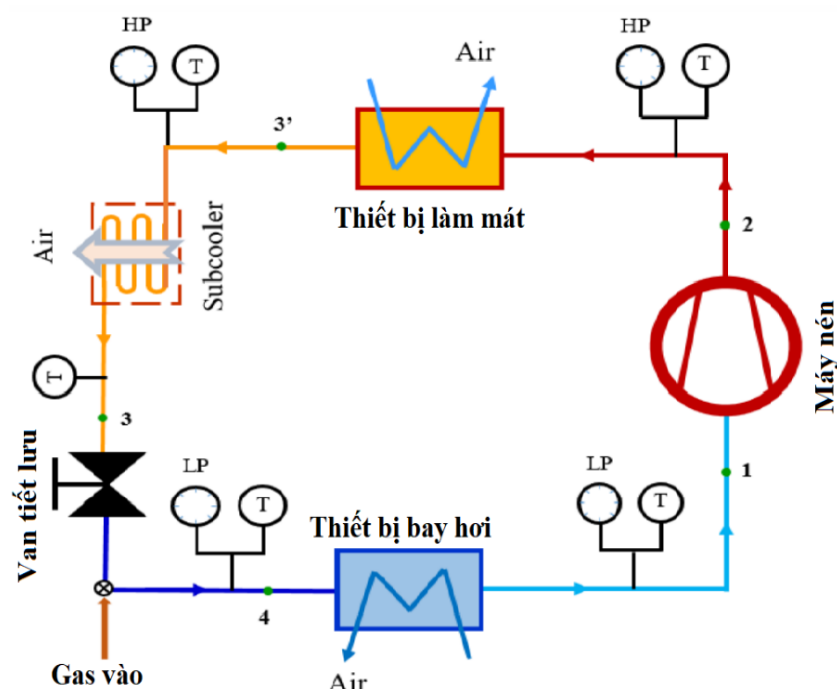 HP
T
HP
T
Air
3’
Thiết bị làm mát
2
Air
Subcooler
Máy nén
T
3
Van tiết lưu
LP
T
LP
T
1
Thiết bị bay hơi
4
Gas vào
Air